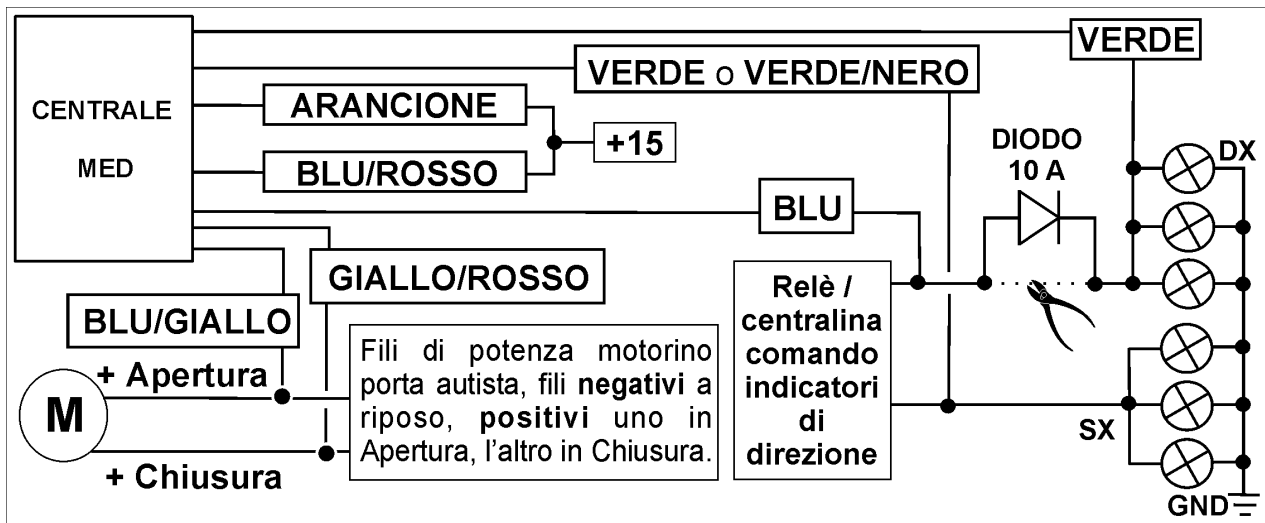 CENTRALE
MED
VERDE
VERDE o VERDE/NERO
ARANCIONE
BLU/ROSSO
+15
DIODO
10 A
DX
BLU
GIALLO/ROSSO
BLU/GIALLO
+ Apertura
M
+ Chiusura
Fili di potenza motorino
porta autista, fili negativi a
riposo, positivi uno in
Apertura, l'altro in Chiusura.
Relè /
centralina
comando
indicatori
di
direzione
SX
GND